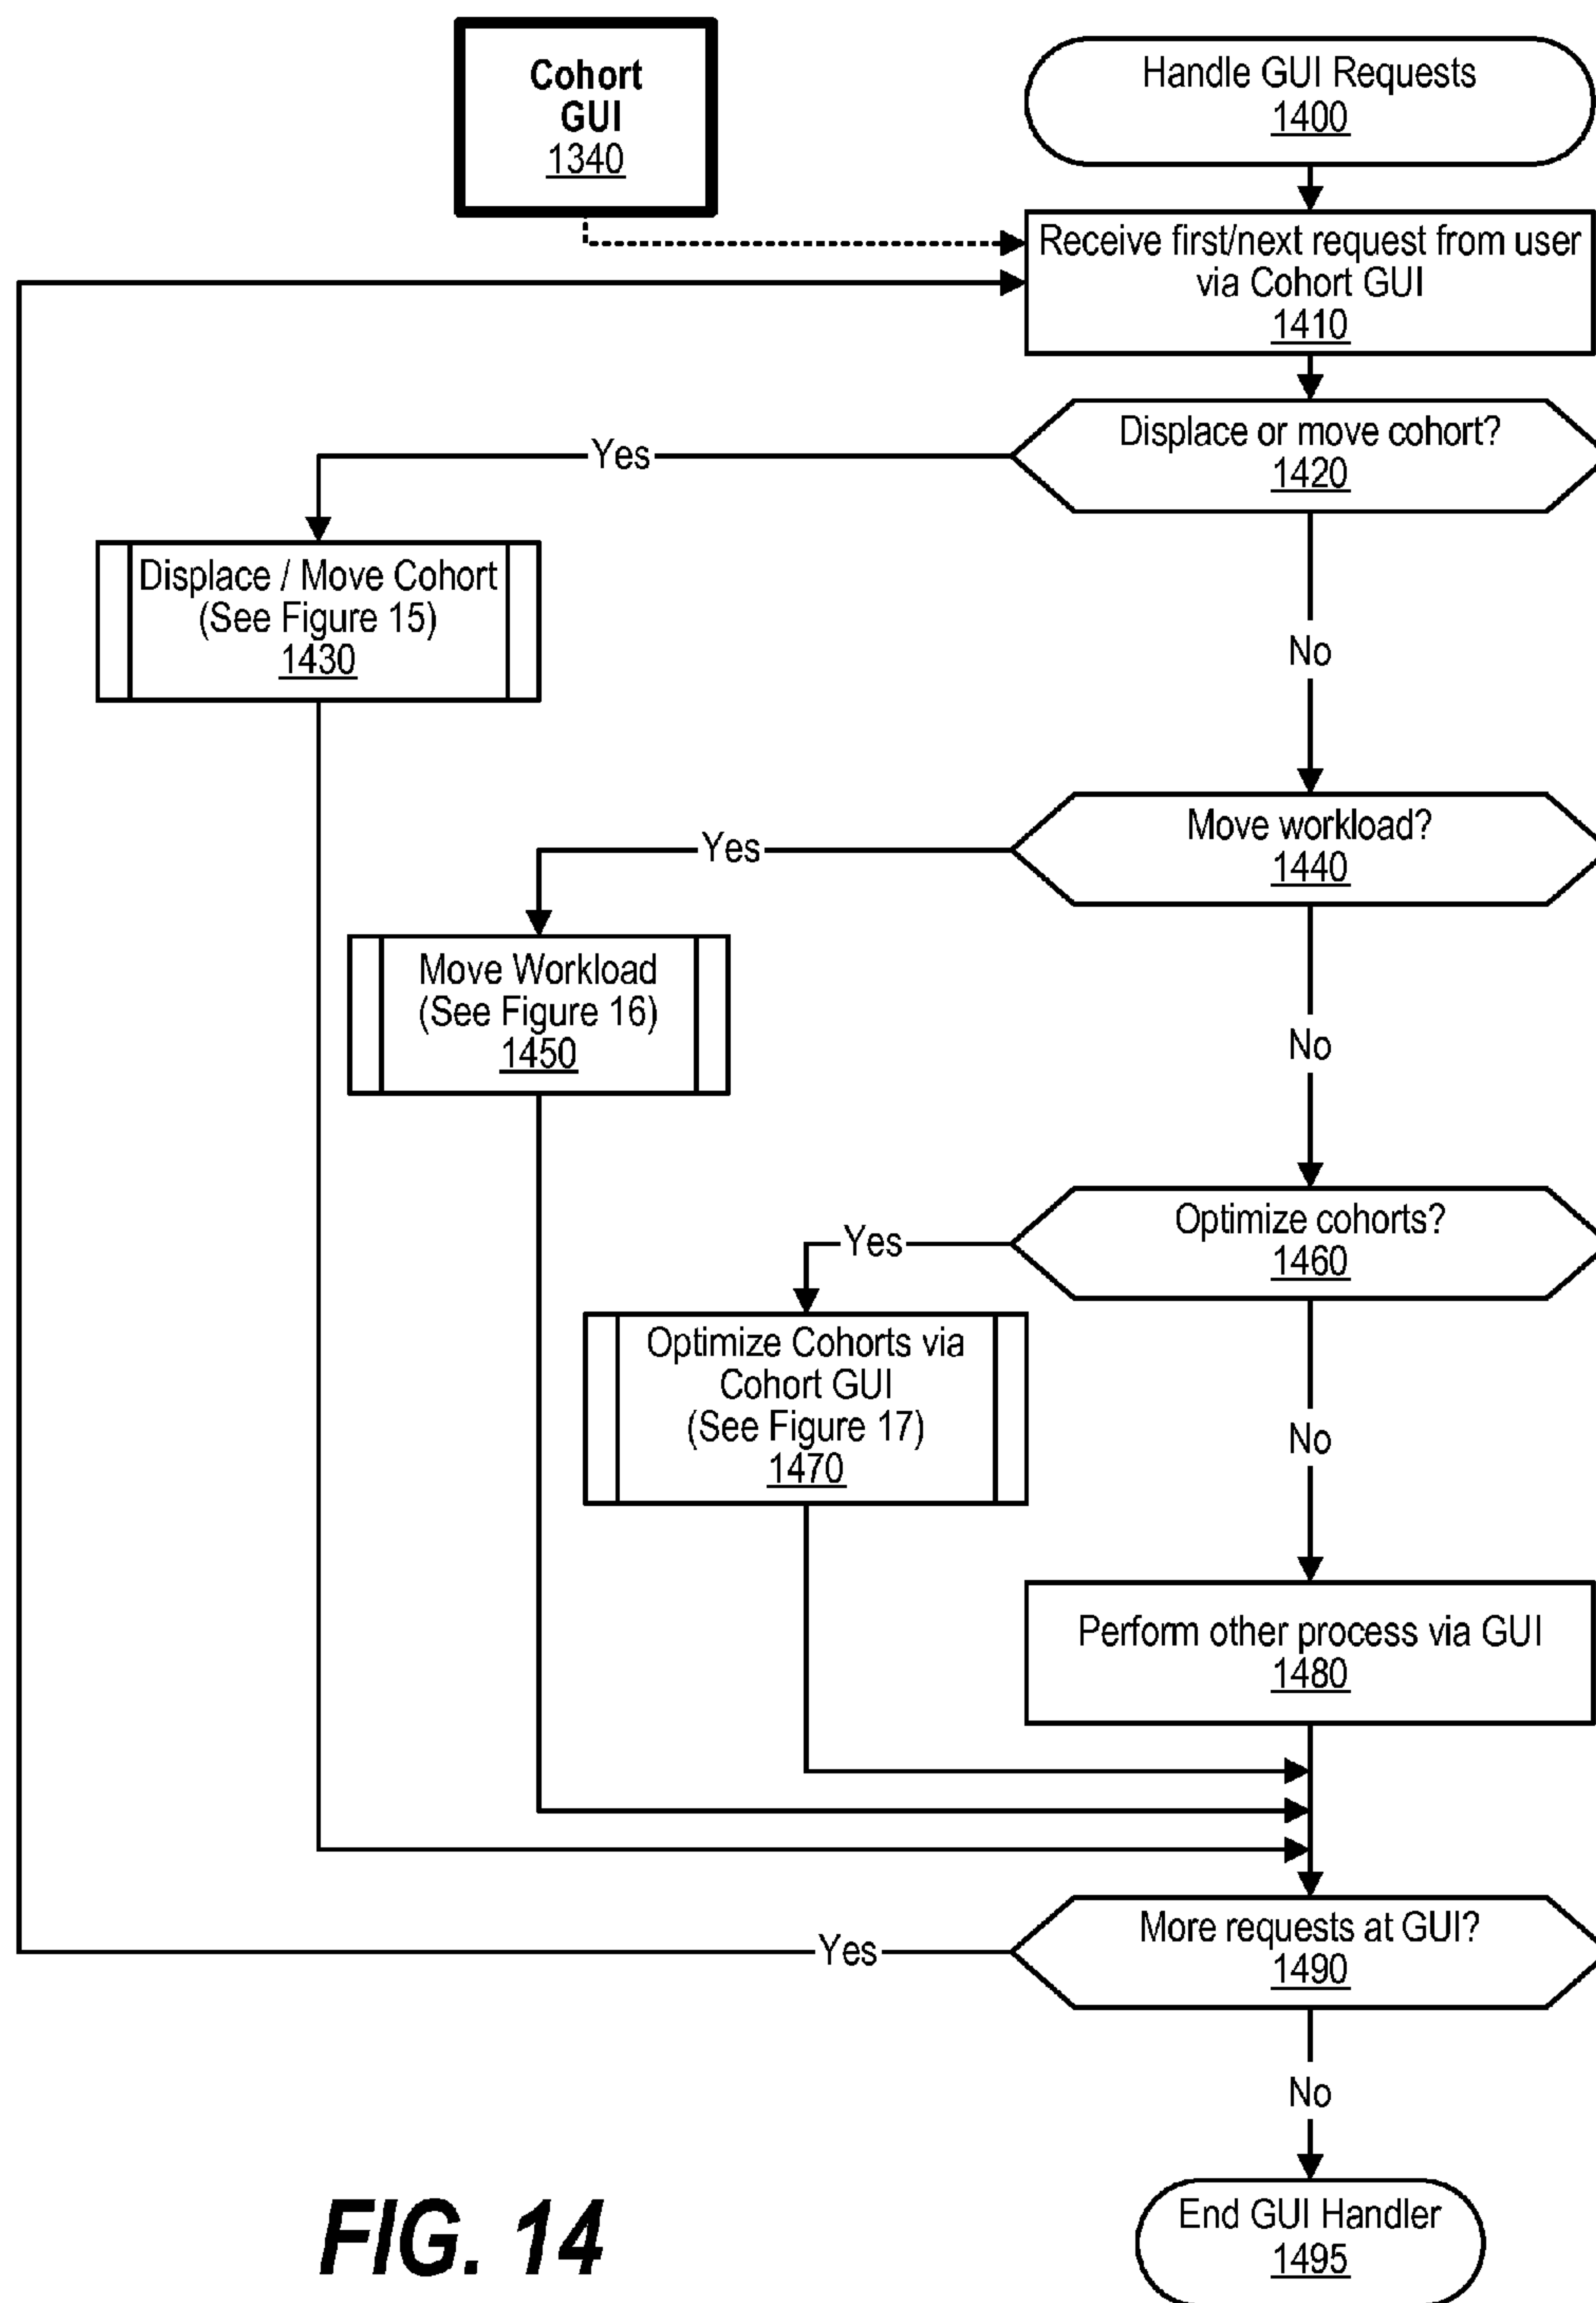 Cohort
GUI
1340
Handle GUI Requests
1400
Receive first/next request from user
via Cohort GUI
1410
Displace or move cohort?
1420
Yes
Displace / Move Cohort
(See Figure 15)
1430
No
Move workload?
1440
Yes
Move Workload
(See Figure 16)
1450
No
Optimize cohorts?
1460
Yes
Optimize Cohorts via
Cohort GUI
(See Figure 17)
1470
No
Perform other process via GUI
1480
More requests at GUI?
1490
Yes
No
End GUI Handler
1495
FIG. 14